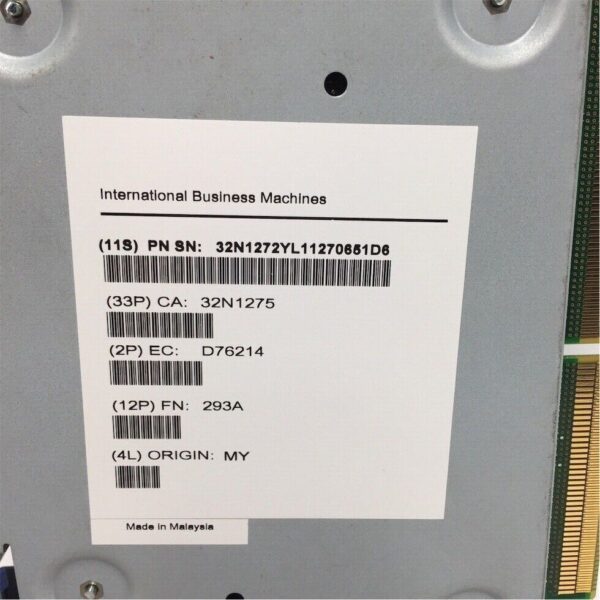 International Business Machines
(11S) PN SN: 32N1272YL11270651D6
(33P) CA: 32N1275
(2P) EC: D76214
(12P) FN: 293A
(4L) ORIGIN: MY
Made in Malaysia